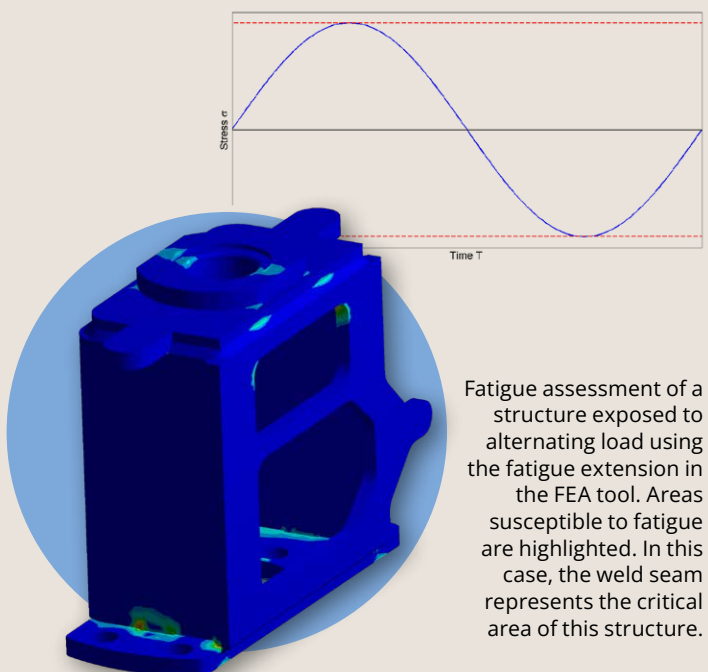 Stress σ
Time T
Fatigue assessment of a
structure exposed to
alternating load using
the fatigue extension in
the FEA tool. Areas
susceptible to fatigue
are highlighted. In this
case, the weld seam
represents the critical
area of this structure.